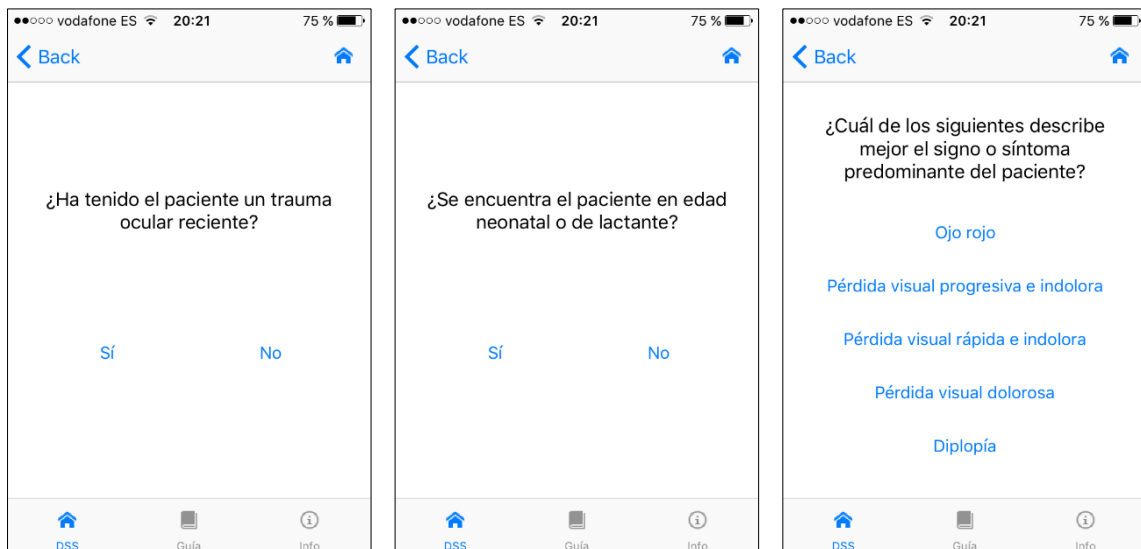 vodafone ES 20:21 75 %
Back
¿Ha tenido el paciente un trauma
ocular reciente?
Sí No
DSS Guía Info
vodafone ES 20:21 75 %
Back
¿Se encuentra el paciente en edad
neonatal o de lactante?
Sí No
DSS Guía Info
vodafone ES 20:21 75 %
Back
¿Cuál de los siguientes describe
mejor el signo o síntoma
predominante del paciente?
Ojo rojo
Pérdida visual progresiva e indolora
Pérdida visual rápida e indolora
Pérdida visual dolorosa
Diplopía
DSS Guía Info